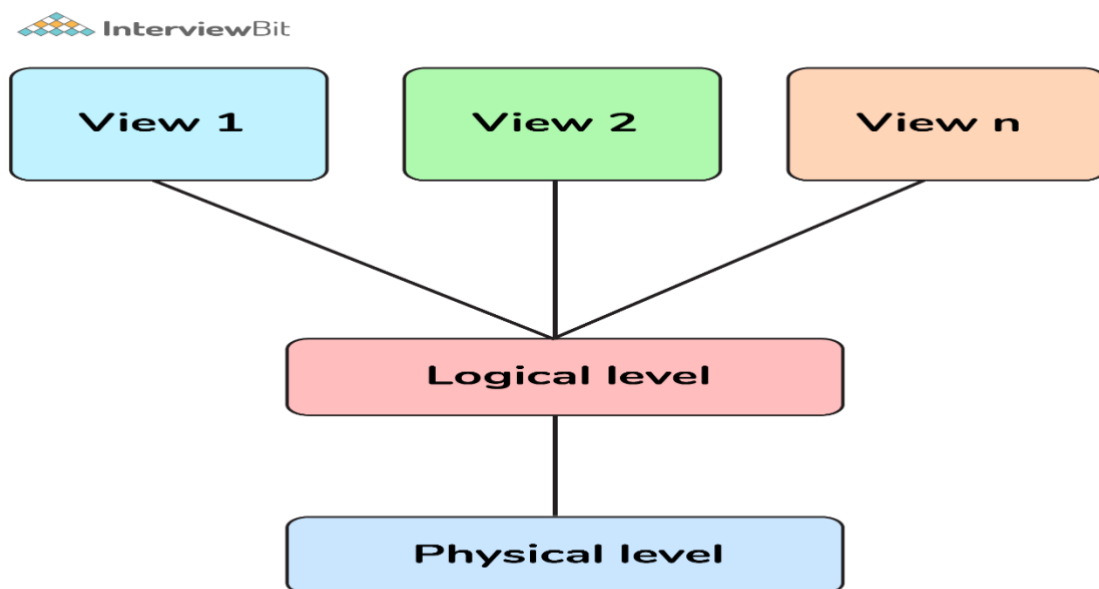 InterviewBit
View 1
View 2
View n
Logical level
Physical level